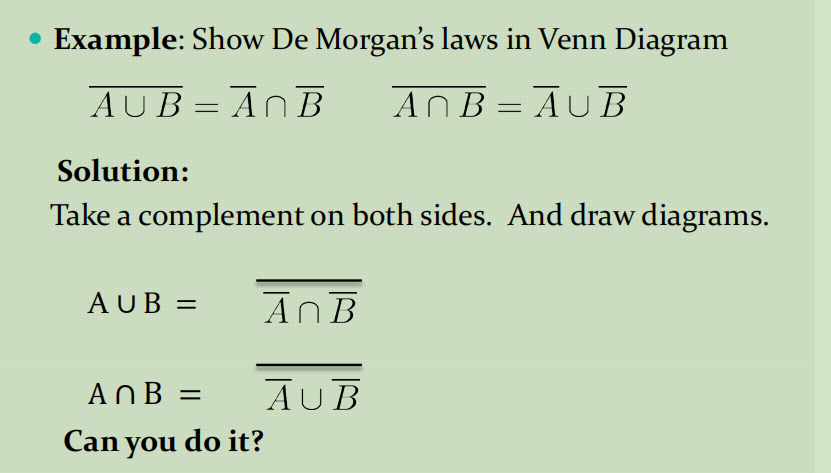 • Example: Show De Morgan's laws in Venn Diagram
$\overline{A \cup B} = \overline{A} \cap \overline{B}$  $\overline{A \cap B} = \overline{A} \cup \overline{B}$
Solution:
Take a complement on both sides. And draw diagrams.
A ∪ B = $\overline{\overline{A} \cap \overline{B}}$
A ∩ B = $\overline{\overline{A} \cup \overline{B}}$
Can you do it?